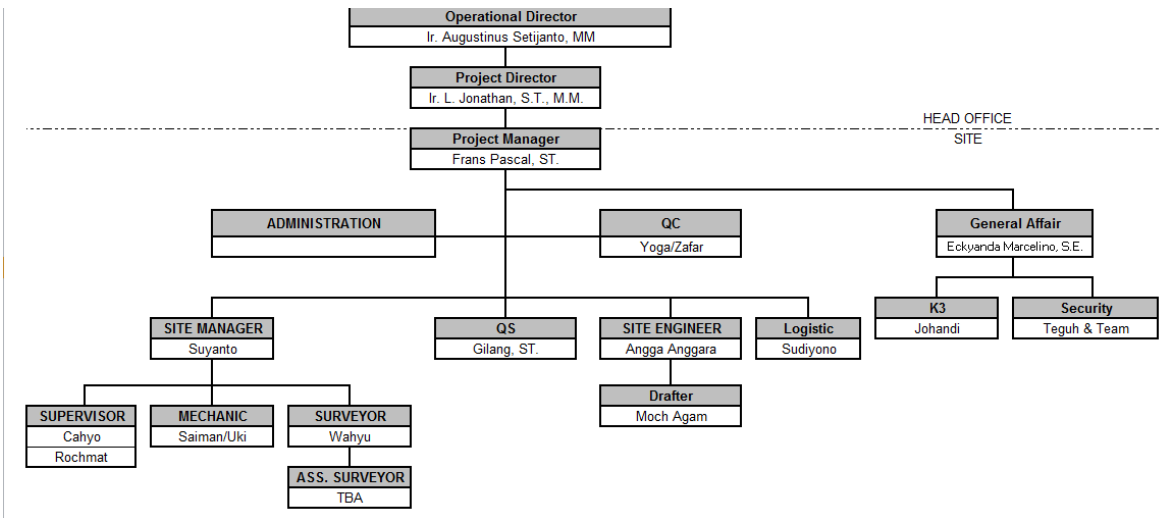 Operational Director
Ir. Augustinus Setijanto, MM
Project Director
Ir. L. Jonathan, S.T., M.M.
HEAD OFFICE
SITE
Project Manager
Frans Pascal, ST.
ADMINISTRATION
QC
Yoga/Zafar
General Affair
Eckyanda Marcelino, S.E.
K3
Johandi
Security
Teguh & Team
SITE MANAGER
Suyanto
QS
Gilang, ST.
SITE ENGINEER
Angga Anggara
Logistic
Sudiyono
Drafter
Moch Agam
SUPERVISOR
Cahyo
Rochmat
MECHANIC
Saiman/Uki
SURVEYOR
Wahyu
ASS. SURVEYOR
TBA